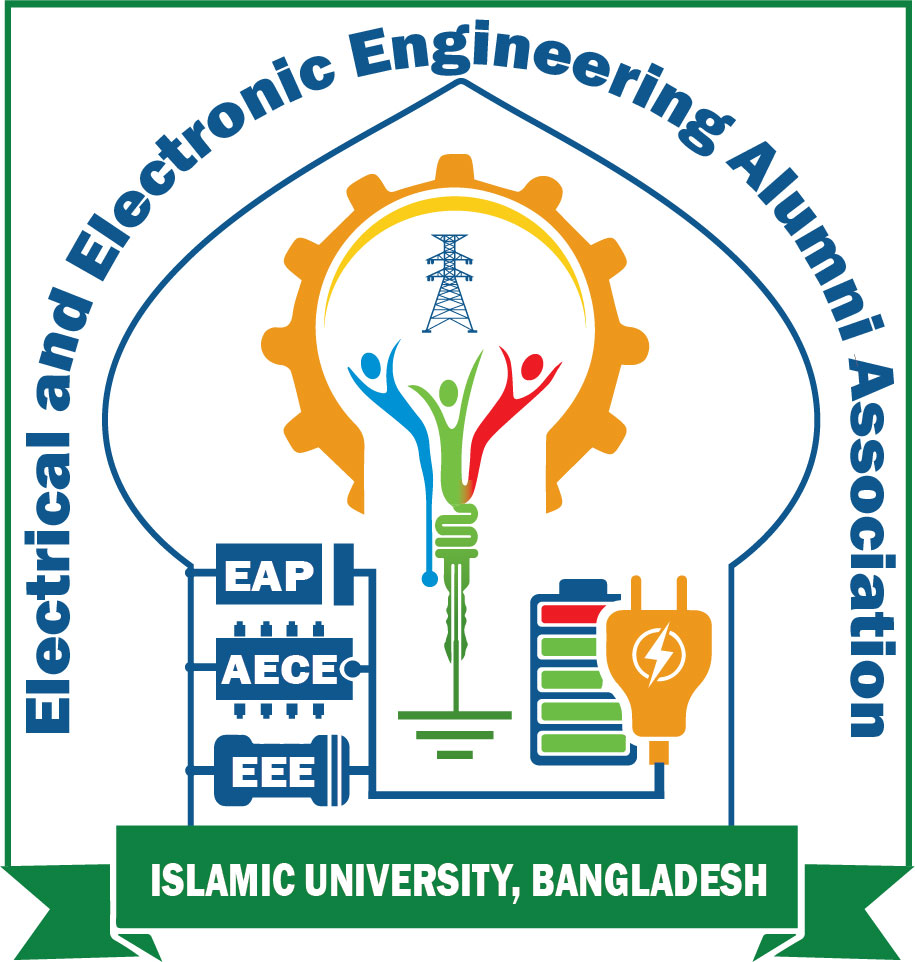 Electrical and Electronic Engineering Alumni Association
EAP
AECE
EEE
ISLAMIC UNIVERSITY, BANGLADESH